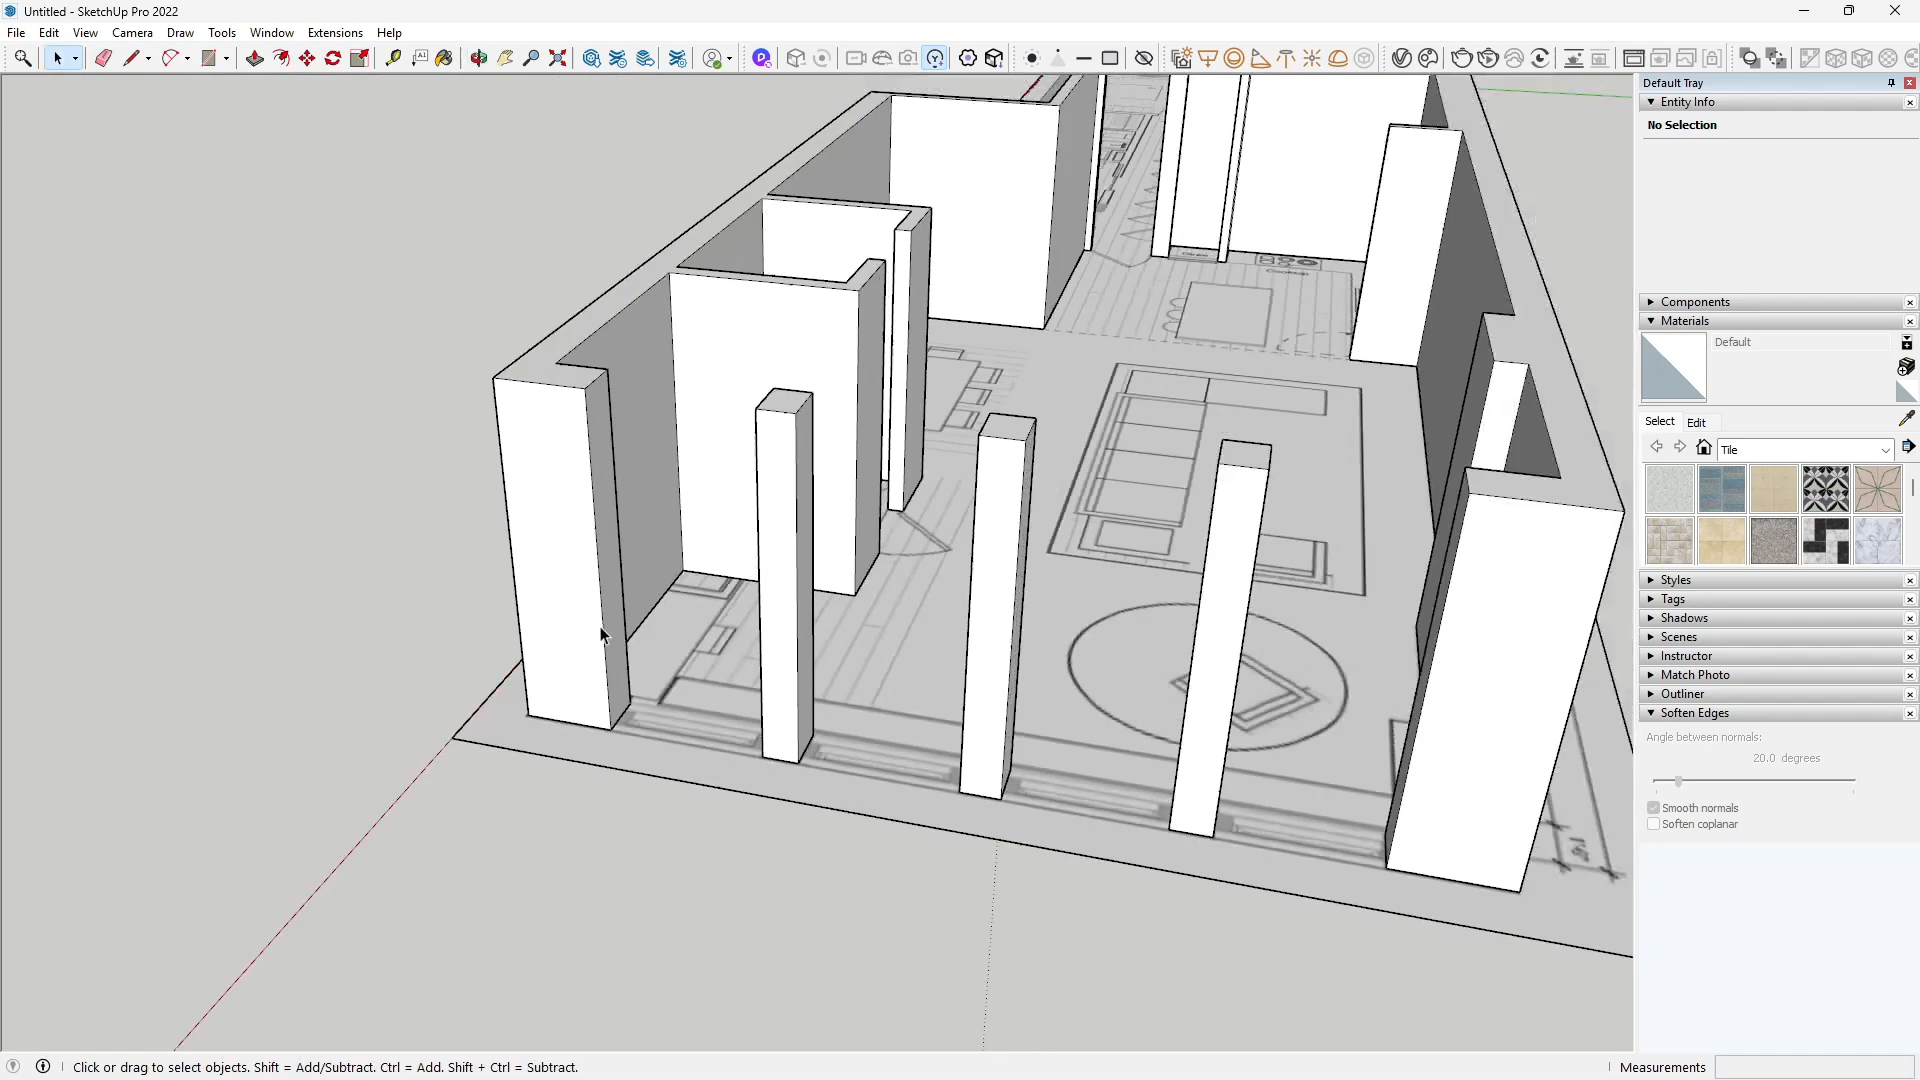 Untitled - SketchUp Pro 2022
File Edit View Camera Draw Tools Window Extensions Help
Default Tray
Entity Info
No Selection
Components
Materials
Default
Select Edit
Tile
Styles
Tags
Shadows
Scenes
Instructor
Match Photo
Outliner
Soften Edges
Angle between normals:
20.0 degrees
Smooth normals
Soften coplanar
Click or drag to select objects. Shift = Add/Subtract. Ctrl = Add. Shift + Ctrl = Subtract.
Measurements